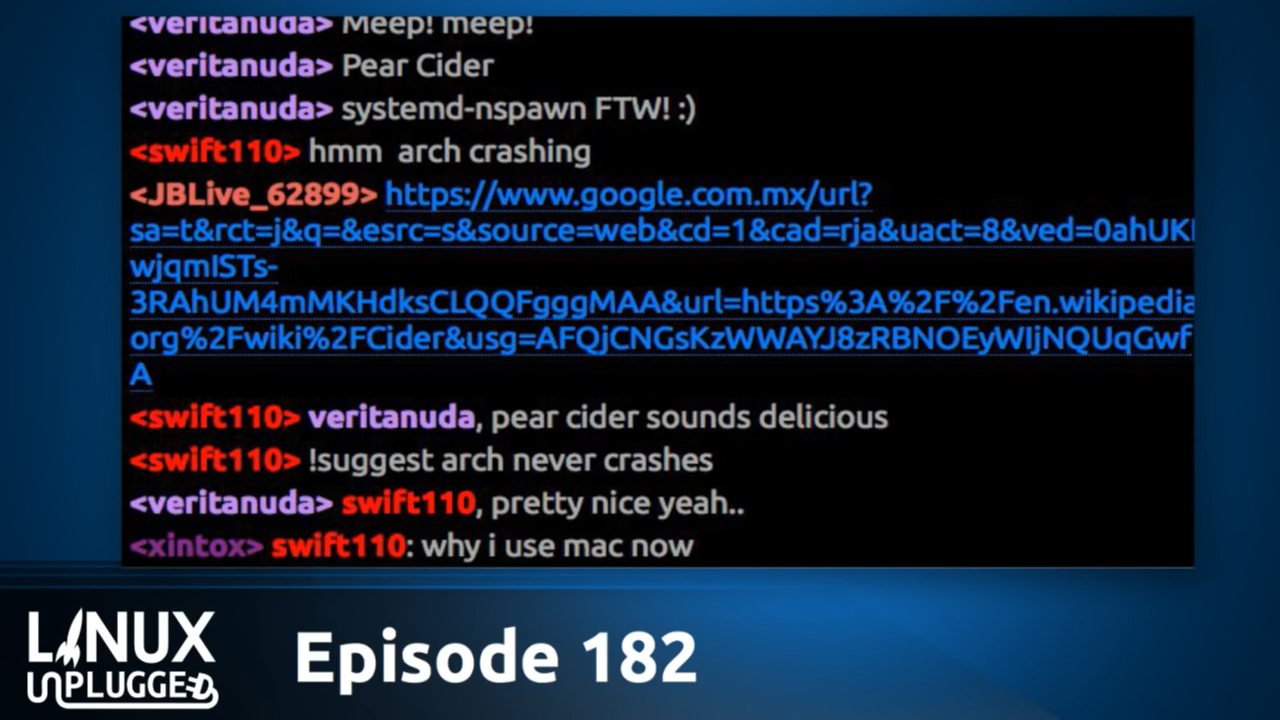 <veritanuda> Meep! meep!
<veritanuda> Pear Cider
<veritanuda> systemd-nspawn FTW! :)
<swift110> hmm  arch crashing
<JBLive_62899> https://www.google.com.mx/url?
sa=t&rct=j&q=&esrc=s&source=web&cd=1&cad=rja&uact=8&ved=0ahUK
wjqmISTs-
3RAhUM4mMKHdksCLQQFgggMAA&url=https%3A%2F%2Fen.wikipedia
org%2Fwiki%2FCider&usg=AFQjCNGsKzWWAYJ8zRBNOEyWIjNQUqGwf
A
<swift110> veritanuda, pear cider sounds delicious
<swift110> !suggest arch never crashes
<veritanuda> swift110, pretty nice yeah..
<xintox> swift110: why i use mac now
LINUX
UNPLUGGED
Episode 182